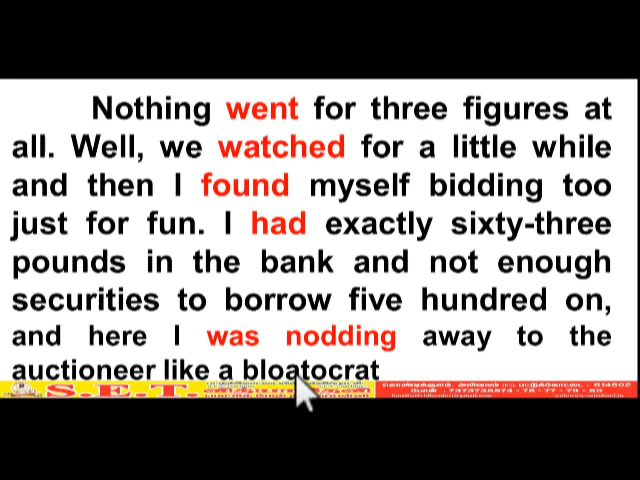 Nothing went for three figures at
all. Well, we watched for a little while
and then I found myself bidding too
just for fun. I had exactly sixty-three
pounds in the bank and not enough
securities to borrow five hundred on,
and here I was nodding away to the
auctioneer like a bloatocrat
S.E.T.